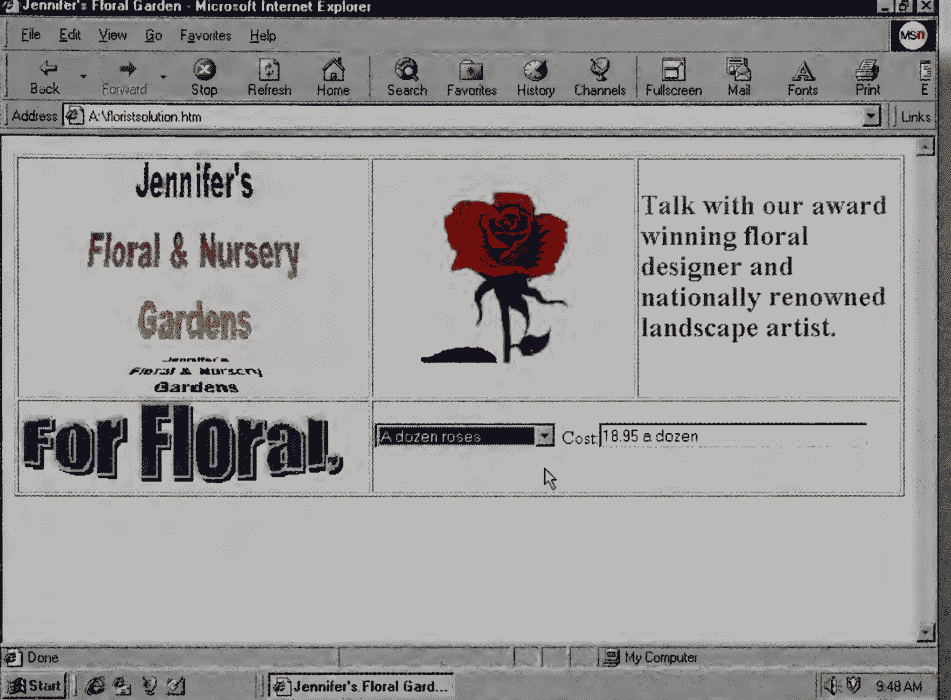 Jennifer's Floral Garden - Microsoft Internet Explorer
File Edit View Go Favorites Help
msn
Back Forward Stop Refresh Home Search Favorites History Channels Fullscreen Mail Fonts Print E
Address A:\floristsolution.htm Links
Jennifer's
Floral & Nursery
Gardens
Jennifer's
Floral & Nursery
Gardens
Talk with our award
winning floral
designer and
nationally renowned
landscape artist.
For Floral,
A dozen roses Cost: 18.95 a dozen
Done My Computer
Start Jennifer's Floral Gard... 9:48 AM